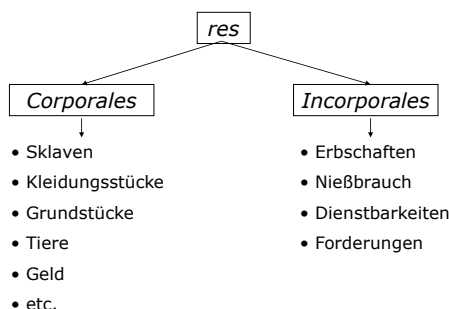 res
Corporales
• Sklaven
• Kleidungsstücke
• Grundstücke
• Tiere
• Geld
• etc.
Incorporales
• Erbschaften
• Nießbrauch
• Dienstbarkeiten
• Forderungen